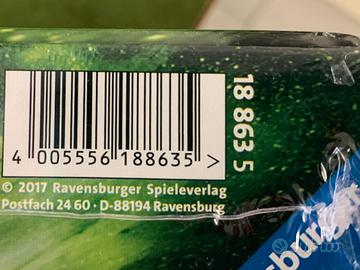 4 005556 188635 >
18 863 5
© 2017 Ravensburger Spieleverlag
Postfach 24 60 · D-88194 Ravensburg